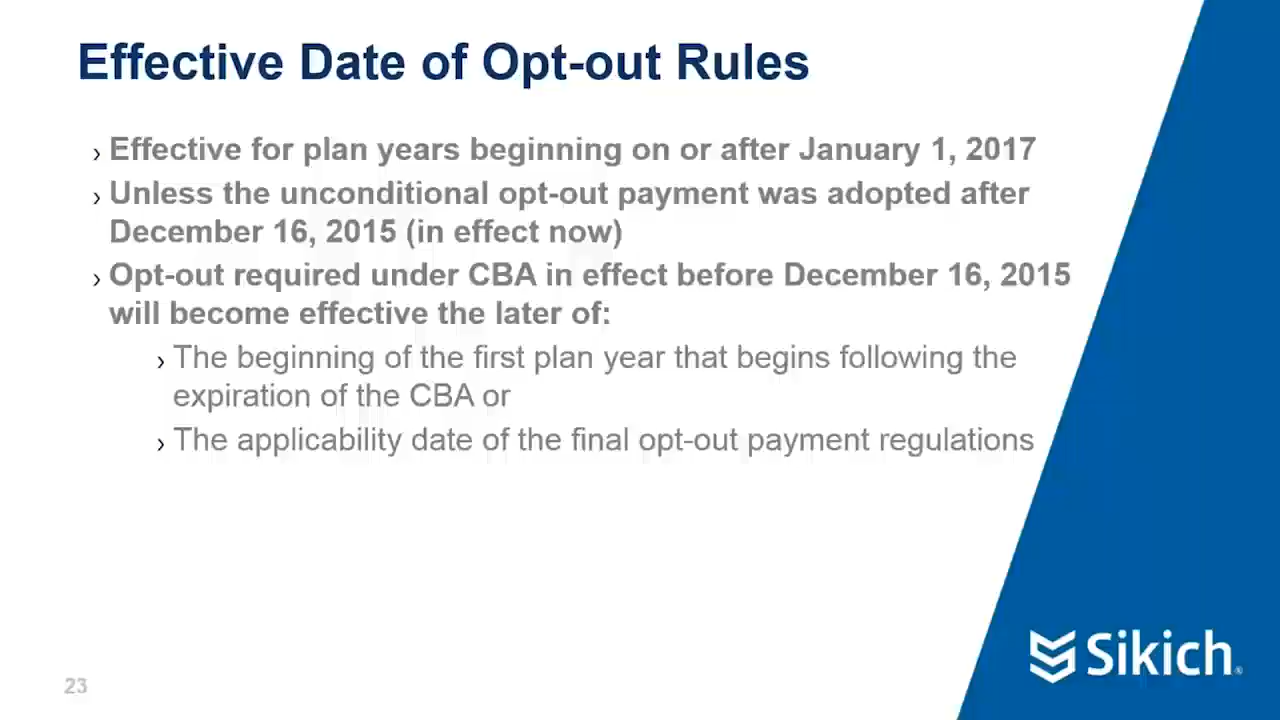 Effective Date of Opt-out Rules
› Effective for plan years beginning on or after January 1, 2017
› Unless the unconditional opt-out payment was adopted after
December 16, 2015 (in effect now)
› Opt-out required under CBA in effect before December 16, 2015
will become effective the later of:
› The beginning of the first plan year that begins following the
expiration of the CBA or
› The applicability date of the final opt-out payment regulations
Sikich®
23